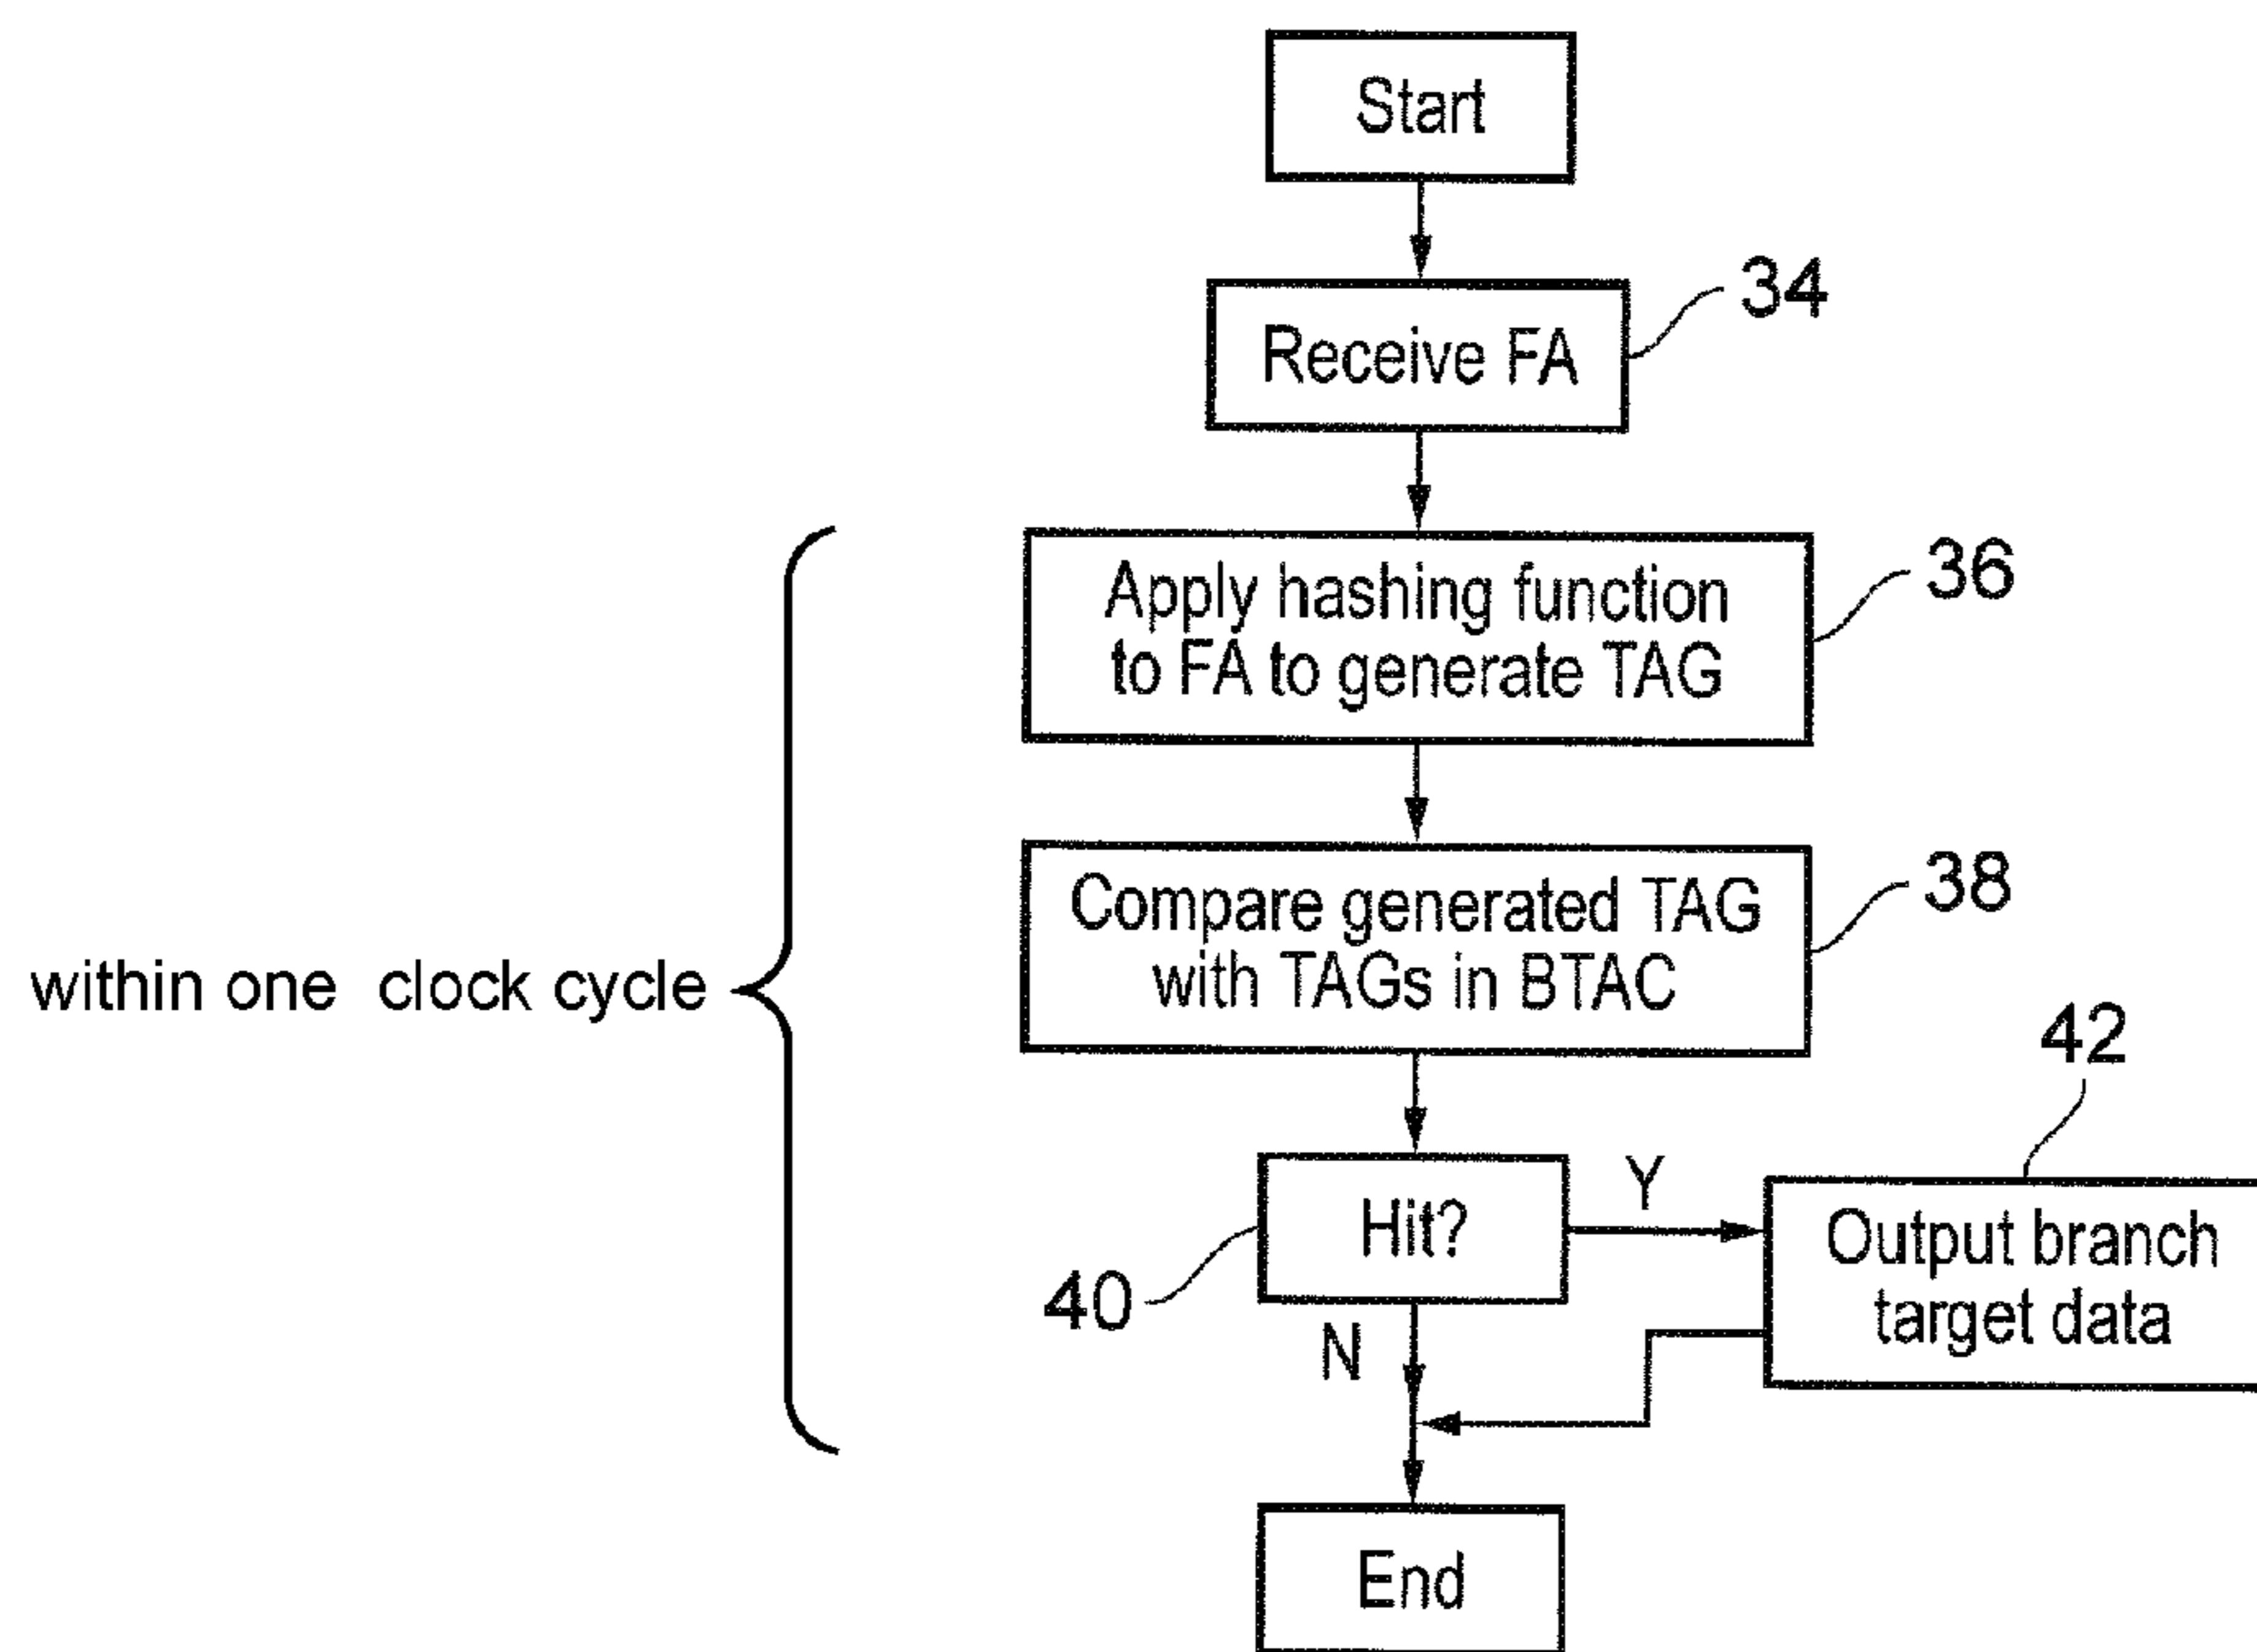 Start
Receive FA
34
Apply hashing function
to FA to generate TAG
36
within one clock cycle
Compare generated TAG
with TAGs in BTAC
38
42
Hit?
Y
Output branch
target data
40
N
End